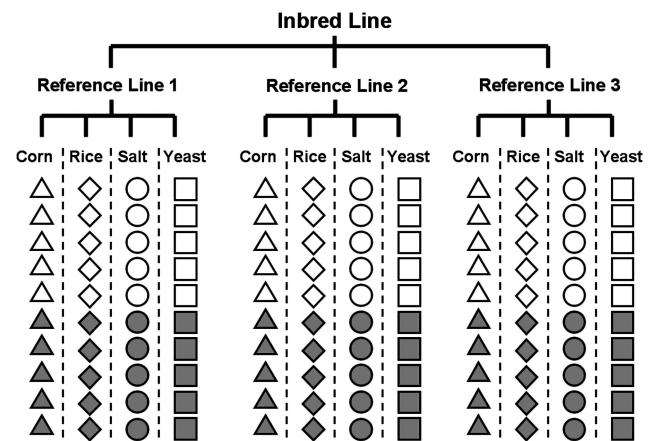 Inbred Line
Reference Line 1 Reference Line 2 Reference Line 3
Corn Rice Salt Yeast Corn Rice Salt Yeast Corn Rice Salt Yeast